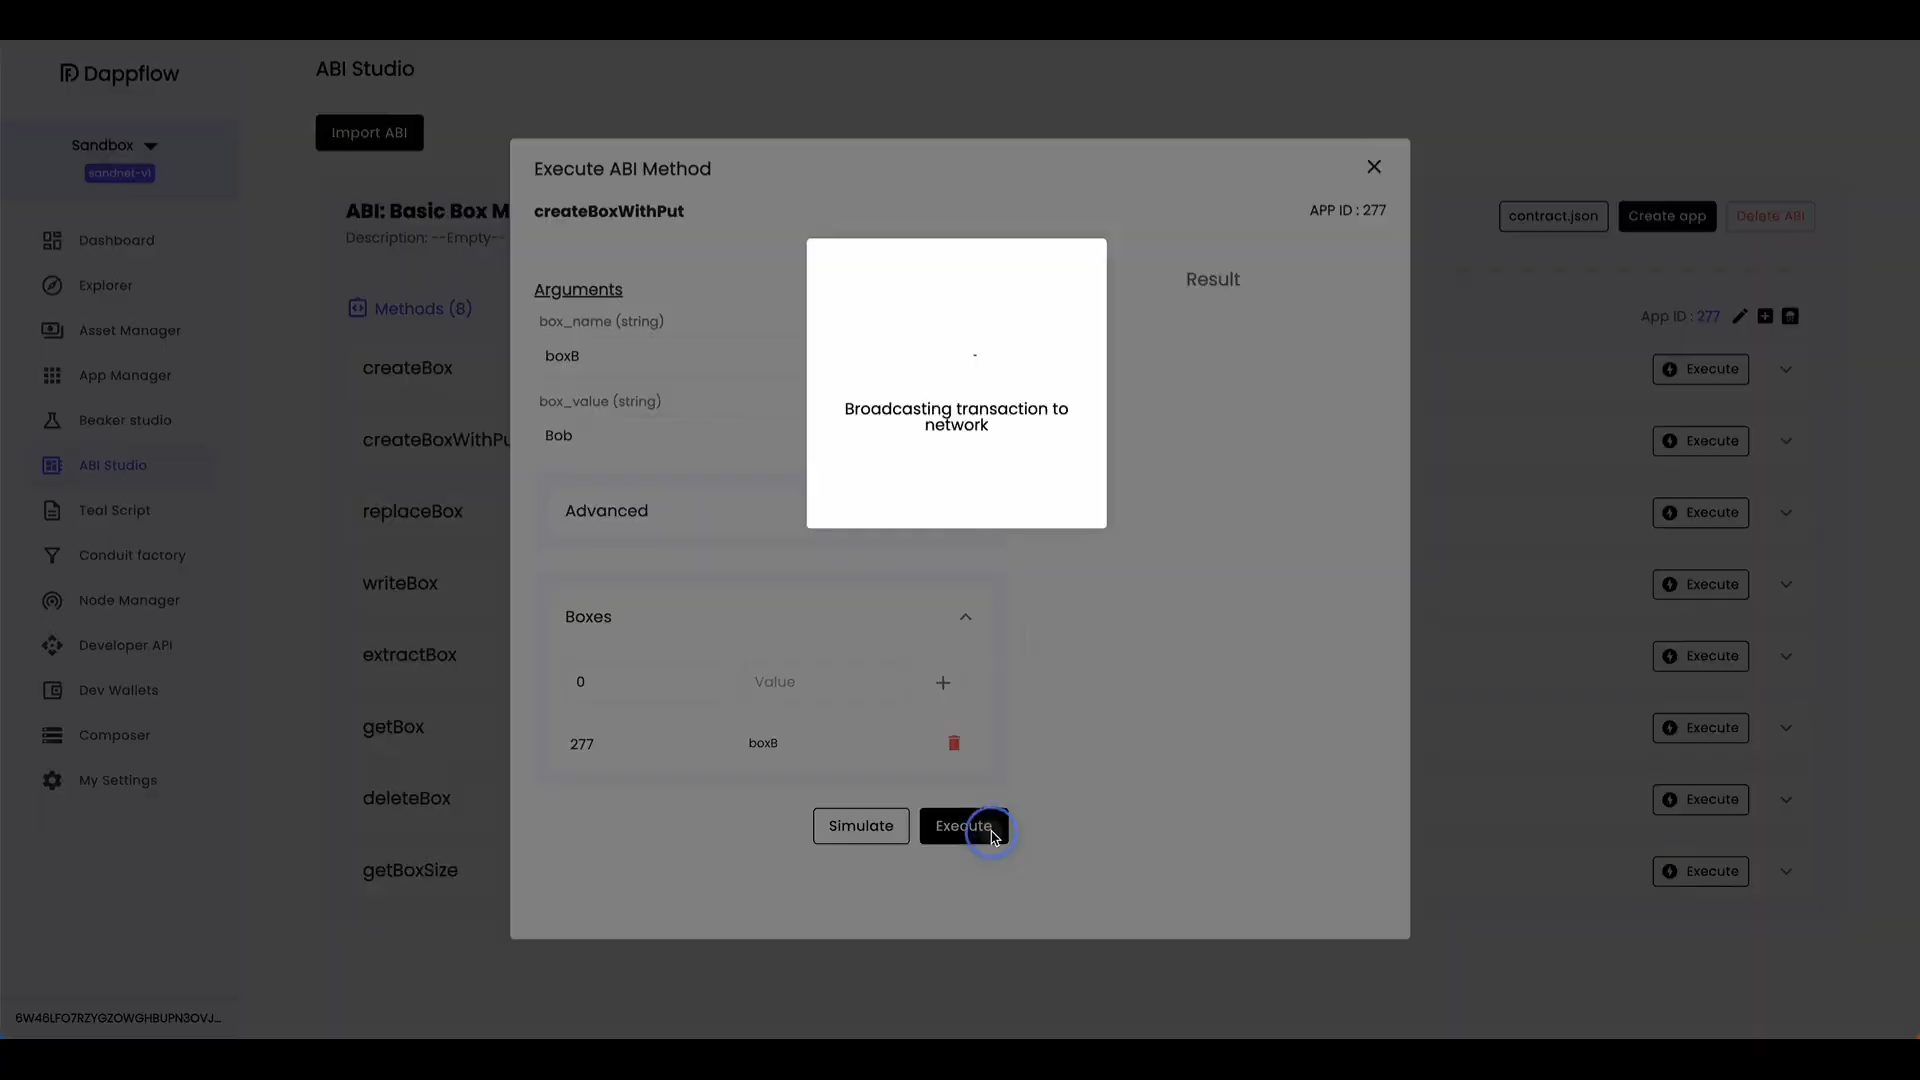 Dappflow
Sandbox
sandnet-v1
Dashboard
Explorer
Asset Manager
App Manager
Beaker studio
ABI Studio
Teal Script
Conduit factory
Node Manager
Developer API
Dev Wallets
Composer
My Settings
6W46LFO7RZYGZOWGHBUPN3OVJ...
ABI Studio
Import ABI
ABI: Basic Box M
Description: --Empty--
contract.json
Create app
Delete ABI
Methods (8)
App ID : 277
createBox
Execute
createBoxWithPu
Execute
replaceBox
Execute
writeBox
Execute
extractBox
Execute
getBox
Execute
deleteBox
Execute
getBoxSize
Execute
Execute ABI Method
createBoxWithPut
APP ID : 277
Arguments
box_name (string)
boxB
box_value (string)
Bob
Advanced
Boxes
0 Value
277 boxB
Simulate
Execute
Result
Broadcasting transaction to
network